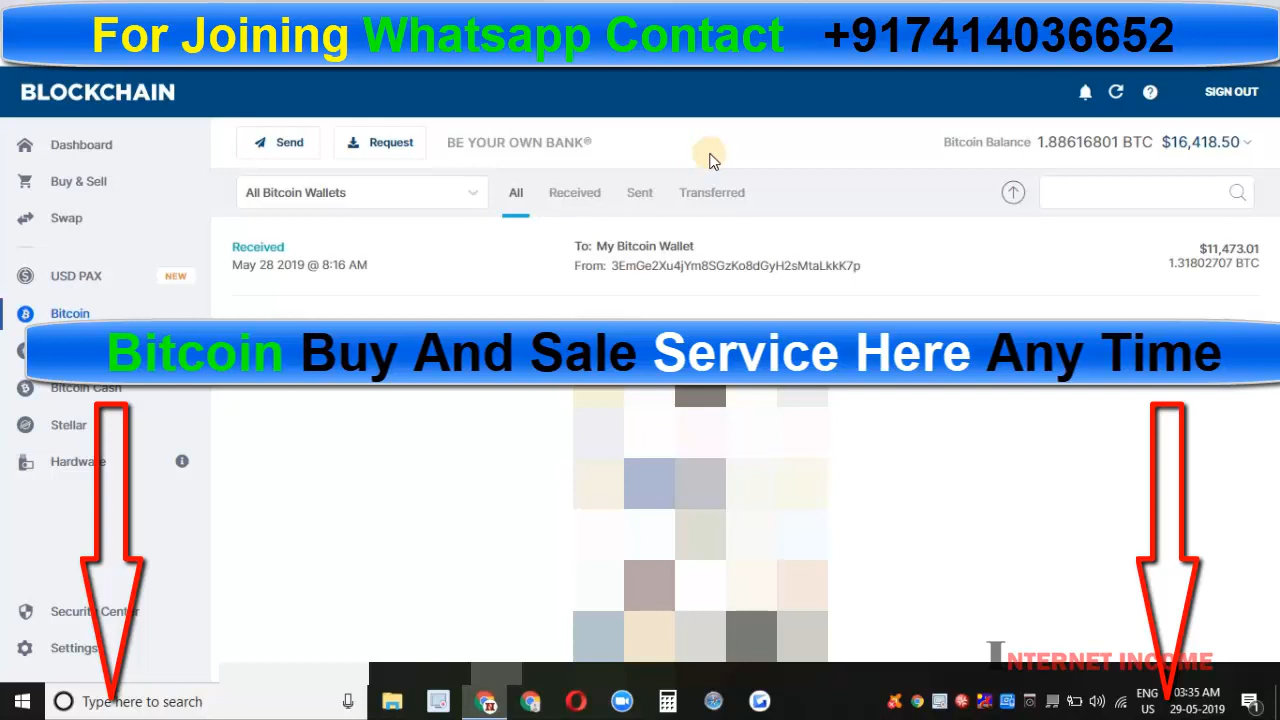 For Joining Whatsapp Contact +917414036652
BLOCKCHAIN
SIGN OUT
Dashboard
Send
Request
BE YOUR OWN BANK®
Bitcoin Balance 1.88616801 BTC $16,418.50
Buy & Sell
All Bitcoin Wallets
All
Received
Sent
Transferred
Swap
Received
To: My Bitcoin Wallet
$11,473.01
May 28 2019 @ 8:16 AM
From: 3EmGe2Xu4jYm8SGzKo8dGyH2sMtaLkkK7p
1.31802707 BTC
USD PAX
NEW
Bitcoin
Bitcoin Buy And Sale Service Here Any Time
Bitcoin Cash
Stellar
Hardware
Security Center
Settings
INTERNET INCOME
Type here to search
ENG
US
03:35 AM
29-05-2019
1